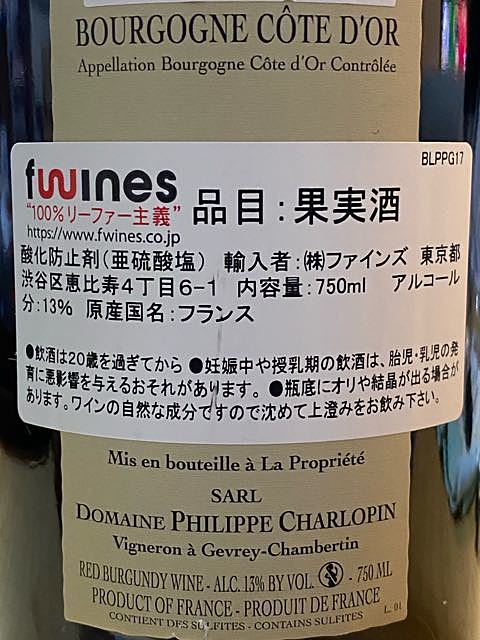 BOURGOGNE CÔTE D'OR
Appellation Bourgogne Côte d'Or Contrôlée
BLPPG17
fwines
"100%リーファー主義"
https://www.fwines.co.jp
品目:果実酒
酸化防止剤(亜硫酸塩) 輸入者:㈱ファインズ 東京都
渋谷区恵比寿4丁目6-1 内容量:750ml アルコール
分:13% 原産国名:フランス
●飲酒は20歳を過ぎてから ●妊娠中や授乳期の飲酒は、胎児・乳児の発
育に悪影響を与えるおそれがあります。 ●瓶底にオリや結晶が出る場合が
あります。ワインの自然な成分ですので沈めて上澄みをお飲み下さい。
Mis en bouteille à La Propriété
SARL
DOMAINE PHILIPPE CHARLOPIN
Vigneron à Gevrey-Chambertin
RED BURGUNDY WINE - ALC. 13% BY VOL. - 750 ML
PRODUCT OF FRANCE - PRODUIT DE FRANCE
CONTIENT DES SULFITES - CONTAINS SULFITES
L. 01